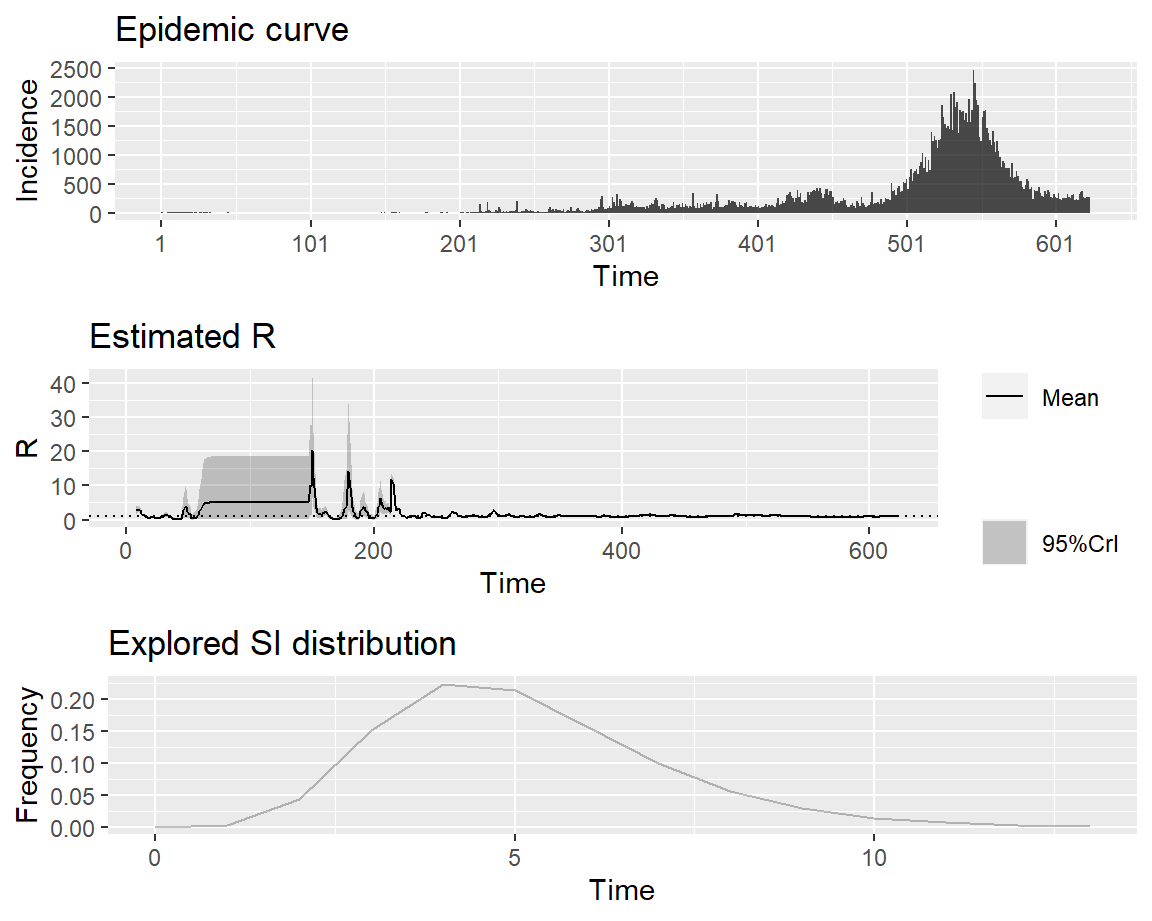 Epidemic curve
Incidence
2500
2000
1500
1000
500
0
1 101 201 301 401 501 601
Time
Estimated R
R
40
30
20
10
0
0 200 400 600
Time
Mean
95%CrI
Explored SI distribution
Frequency
0.20
0.15
0.10
0.05
0.00
0 5 10
Time